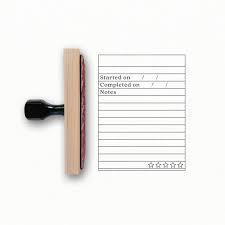 Started on / /
Completed on / /
Notes